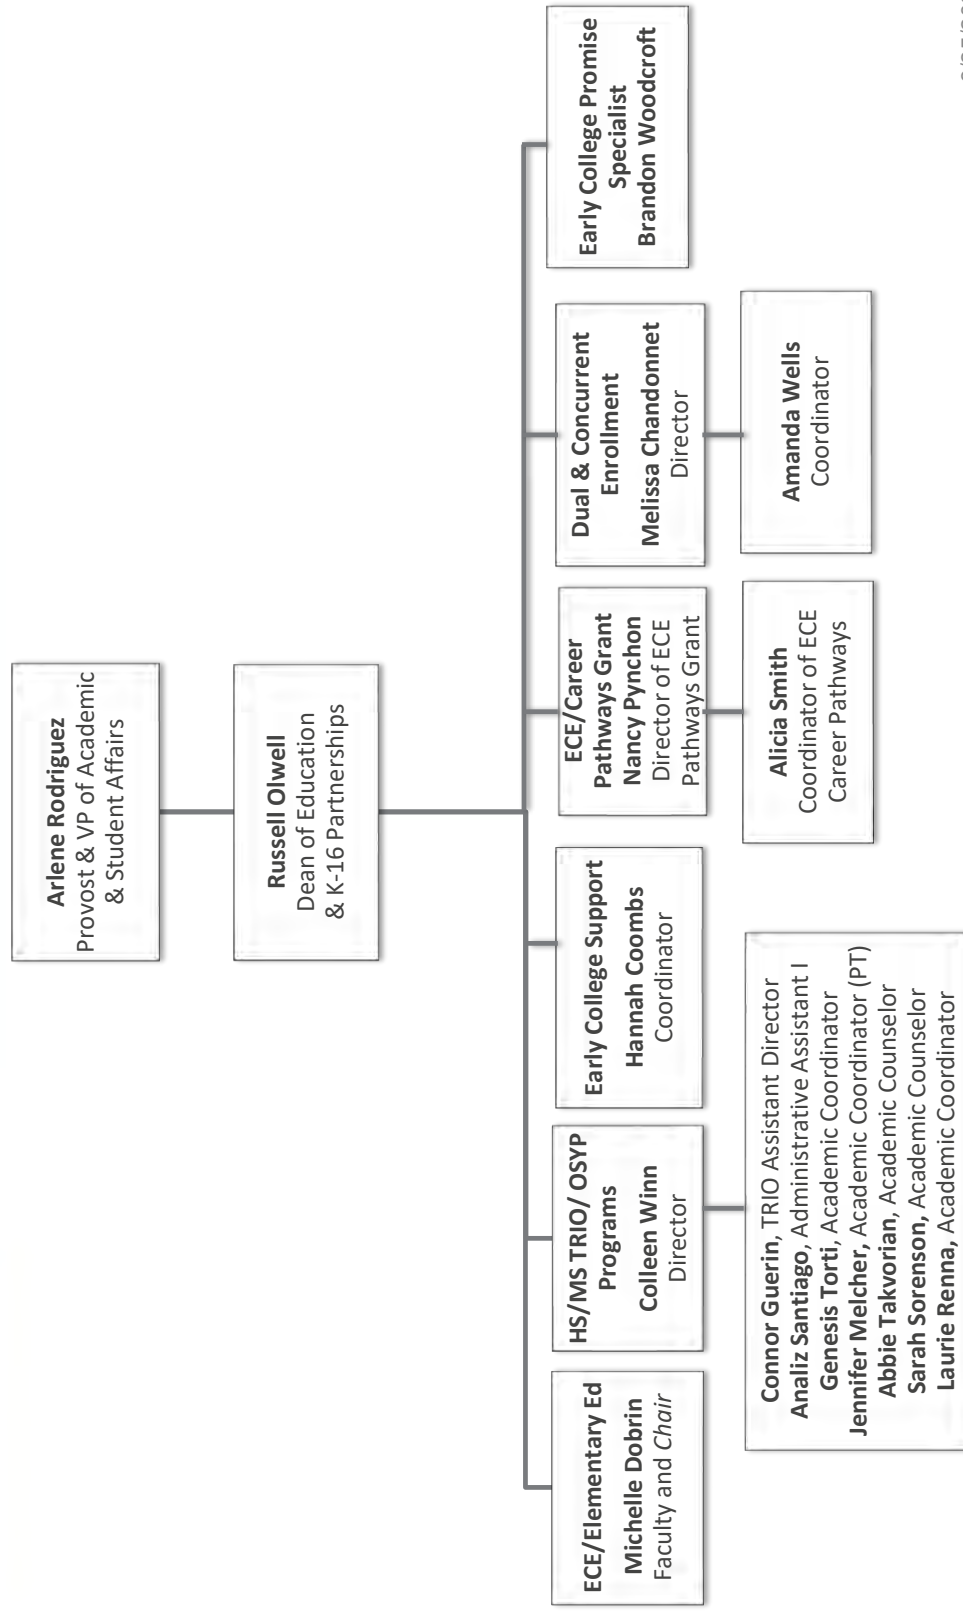 Arlene Rodriguez
Provost & VP of Academic
& Student Affairs
Russell Olwell
Dean of Education
& K-16 Partnerships
ECE/Elementary Ed
Michelle Dobrin
Faculty and Chair
HS/MS TRIO/ OSYP
Programs
Colleen Winn
Director
Early College Support
Hannah Coombs
Coordinator
ECE/Career
Pathways Grant
Nancy Pynchon
Director of ECE
Pathways Grant
Dual & Concurrent
Enrollment
Melissa Chandonnet
Director
Early College Promise
Specialist
Brandon Woodcroft
Connor Guerin, TRIO Assistant Director
Analiz Santiago, Administrative Assistant I
Genesis Torti, Academic Coordinator
Jennifer Melcher, Academic Coordinator (PT)
Abbie Takvorian, Academic Counselor
Sarah Sorenson, Academic Counselor
Laurie Renna, Academic Coordinator
Alicia Smith
Coordinator of ECE
Career Pathways
Amanda Wells
Coordinator